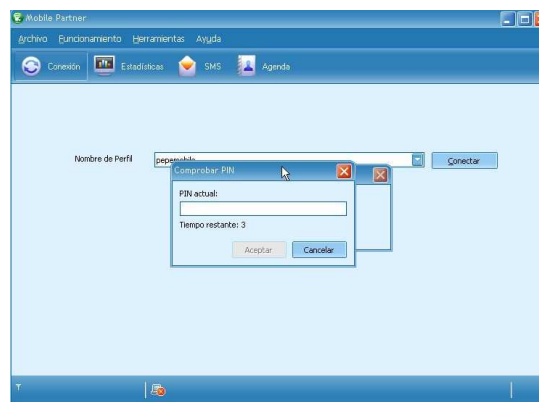 Mobile Partner
Archivo Funcionamiento Herramientas Ayuda
Conexión Estadísticas SMS Agenda
Nombre de Perfil pepemobile Conectar
Comprobar PIN
PIN actual:
Tiempo restante: 3
Aceptar Cancelar